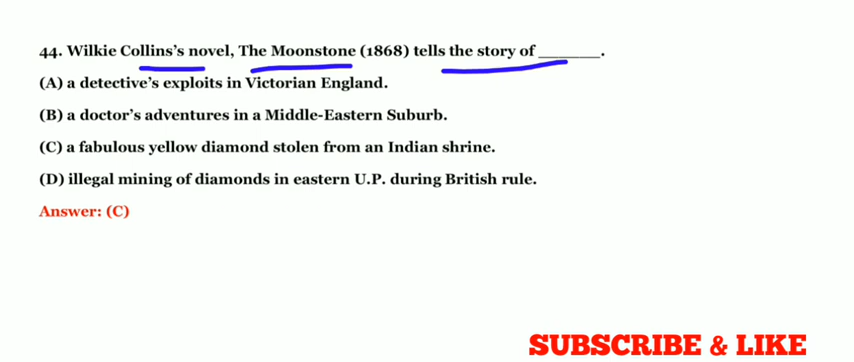 44. Wilkie Collins's novel, The Moonstone (1868) tells the story of _______.
(A) a detective's exploits in Victorian England.
(B) a doctor's adventures in a Middle-Eastern Suburb.
(C) a fabulous yellow diamond stolen from an Indian shrine.
(D) illegal mining of diamonds in eastern U.P. during British rule.
Answer: (C)
SUBSCRIBE & LIKE